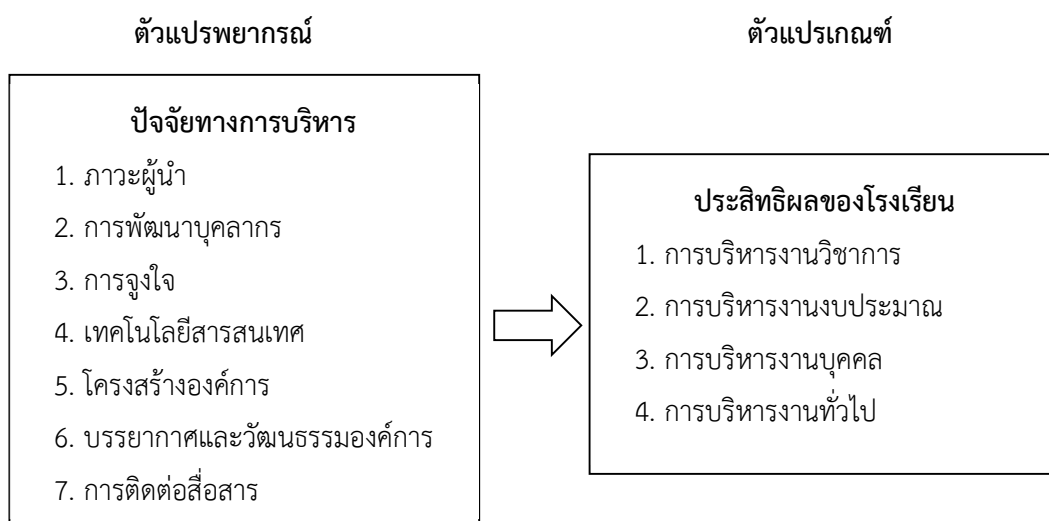 ตัวแปรพยากรณ์
ตัวแปรเกณฑ์
ปัจจัยทางการบริหาร
1. ภาวะผู้นำ
2. การพัฒนาบุคลากร
3. การจูงใจ
4. เทคโนโลยีสารสนเทศ
5. โครงสร้างองค์การ
6. บรรยากาศและวัฒนธรรมองค์การ
7. การติดต่อสื่อสาร
ประสิทธิผลของโรงเรียน
1. การบริหารงานวิชาการ
2. การบริหารงานงบประมาณ
3. การบริหารงานบุคคล
4. การบริหารงานทั่วไป